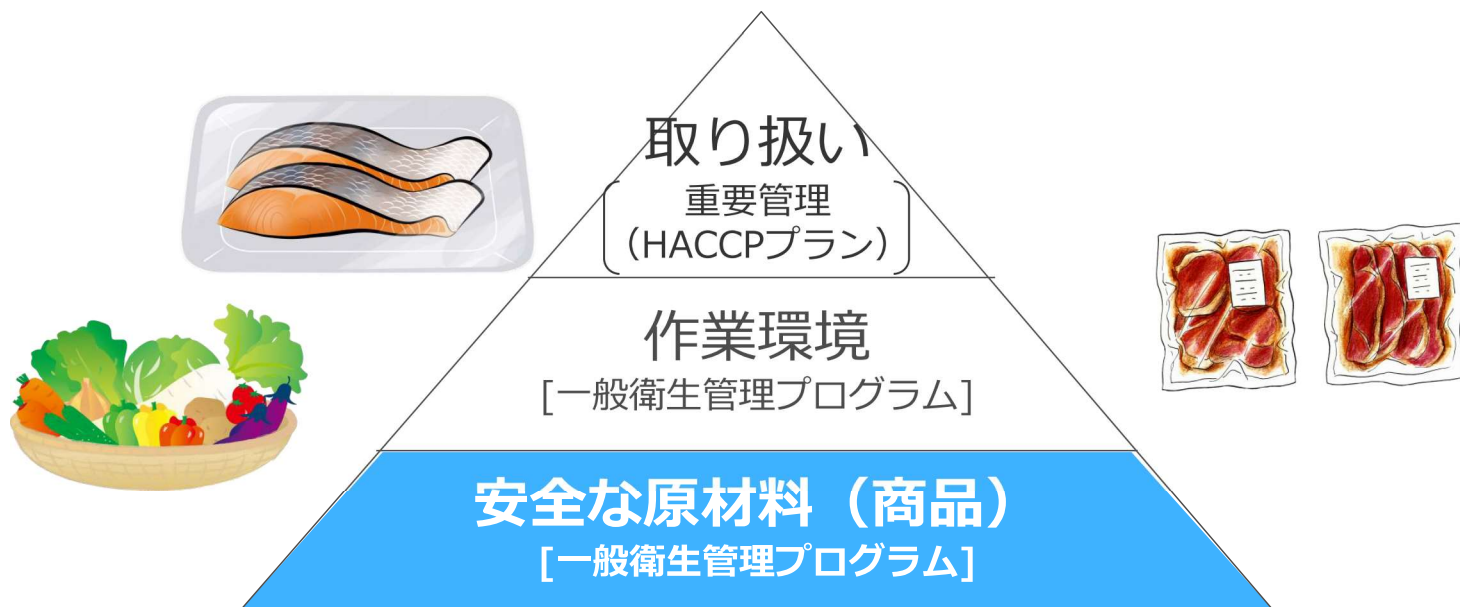 取り扱い
重要管理
（HACCPプラン）
作業環境
[一般衛生管理プログラム]
安全な原材料（商品）
[一般衛生管理プログラム]